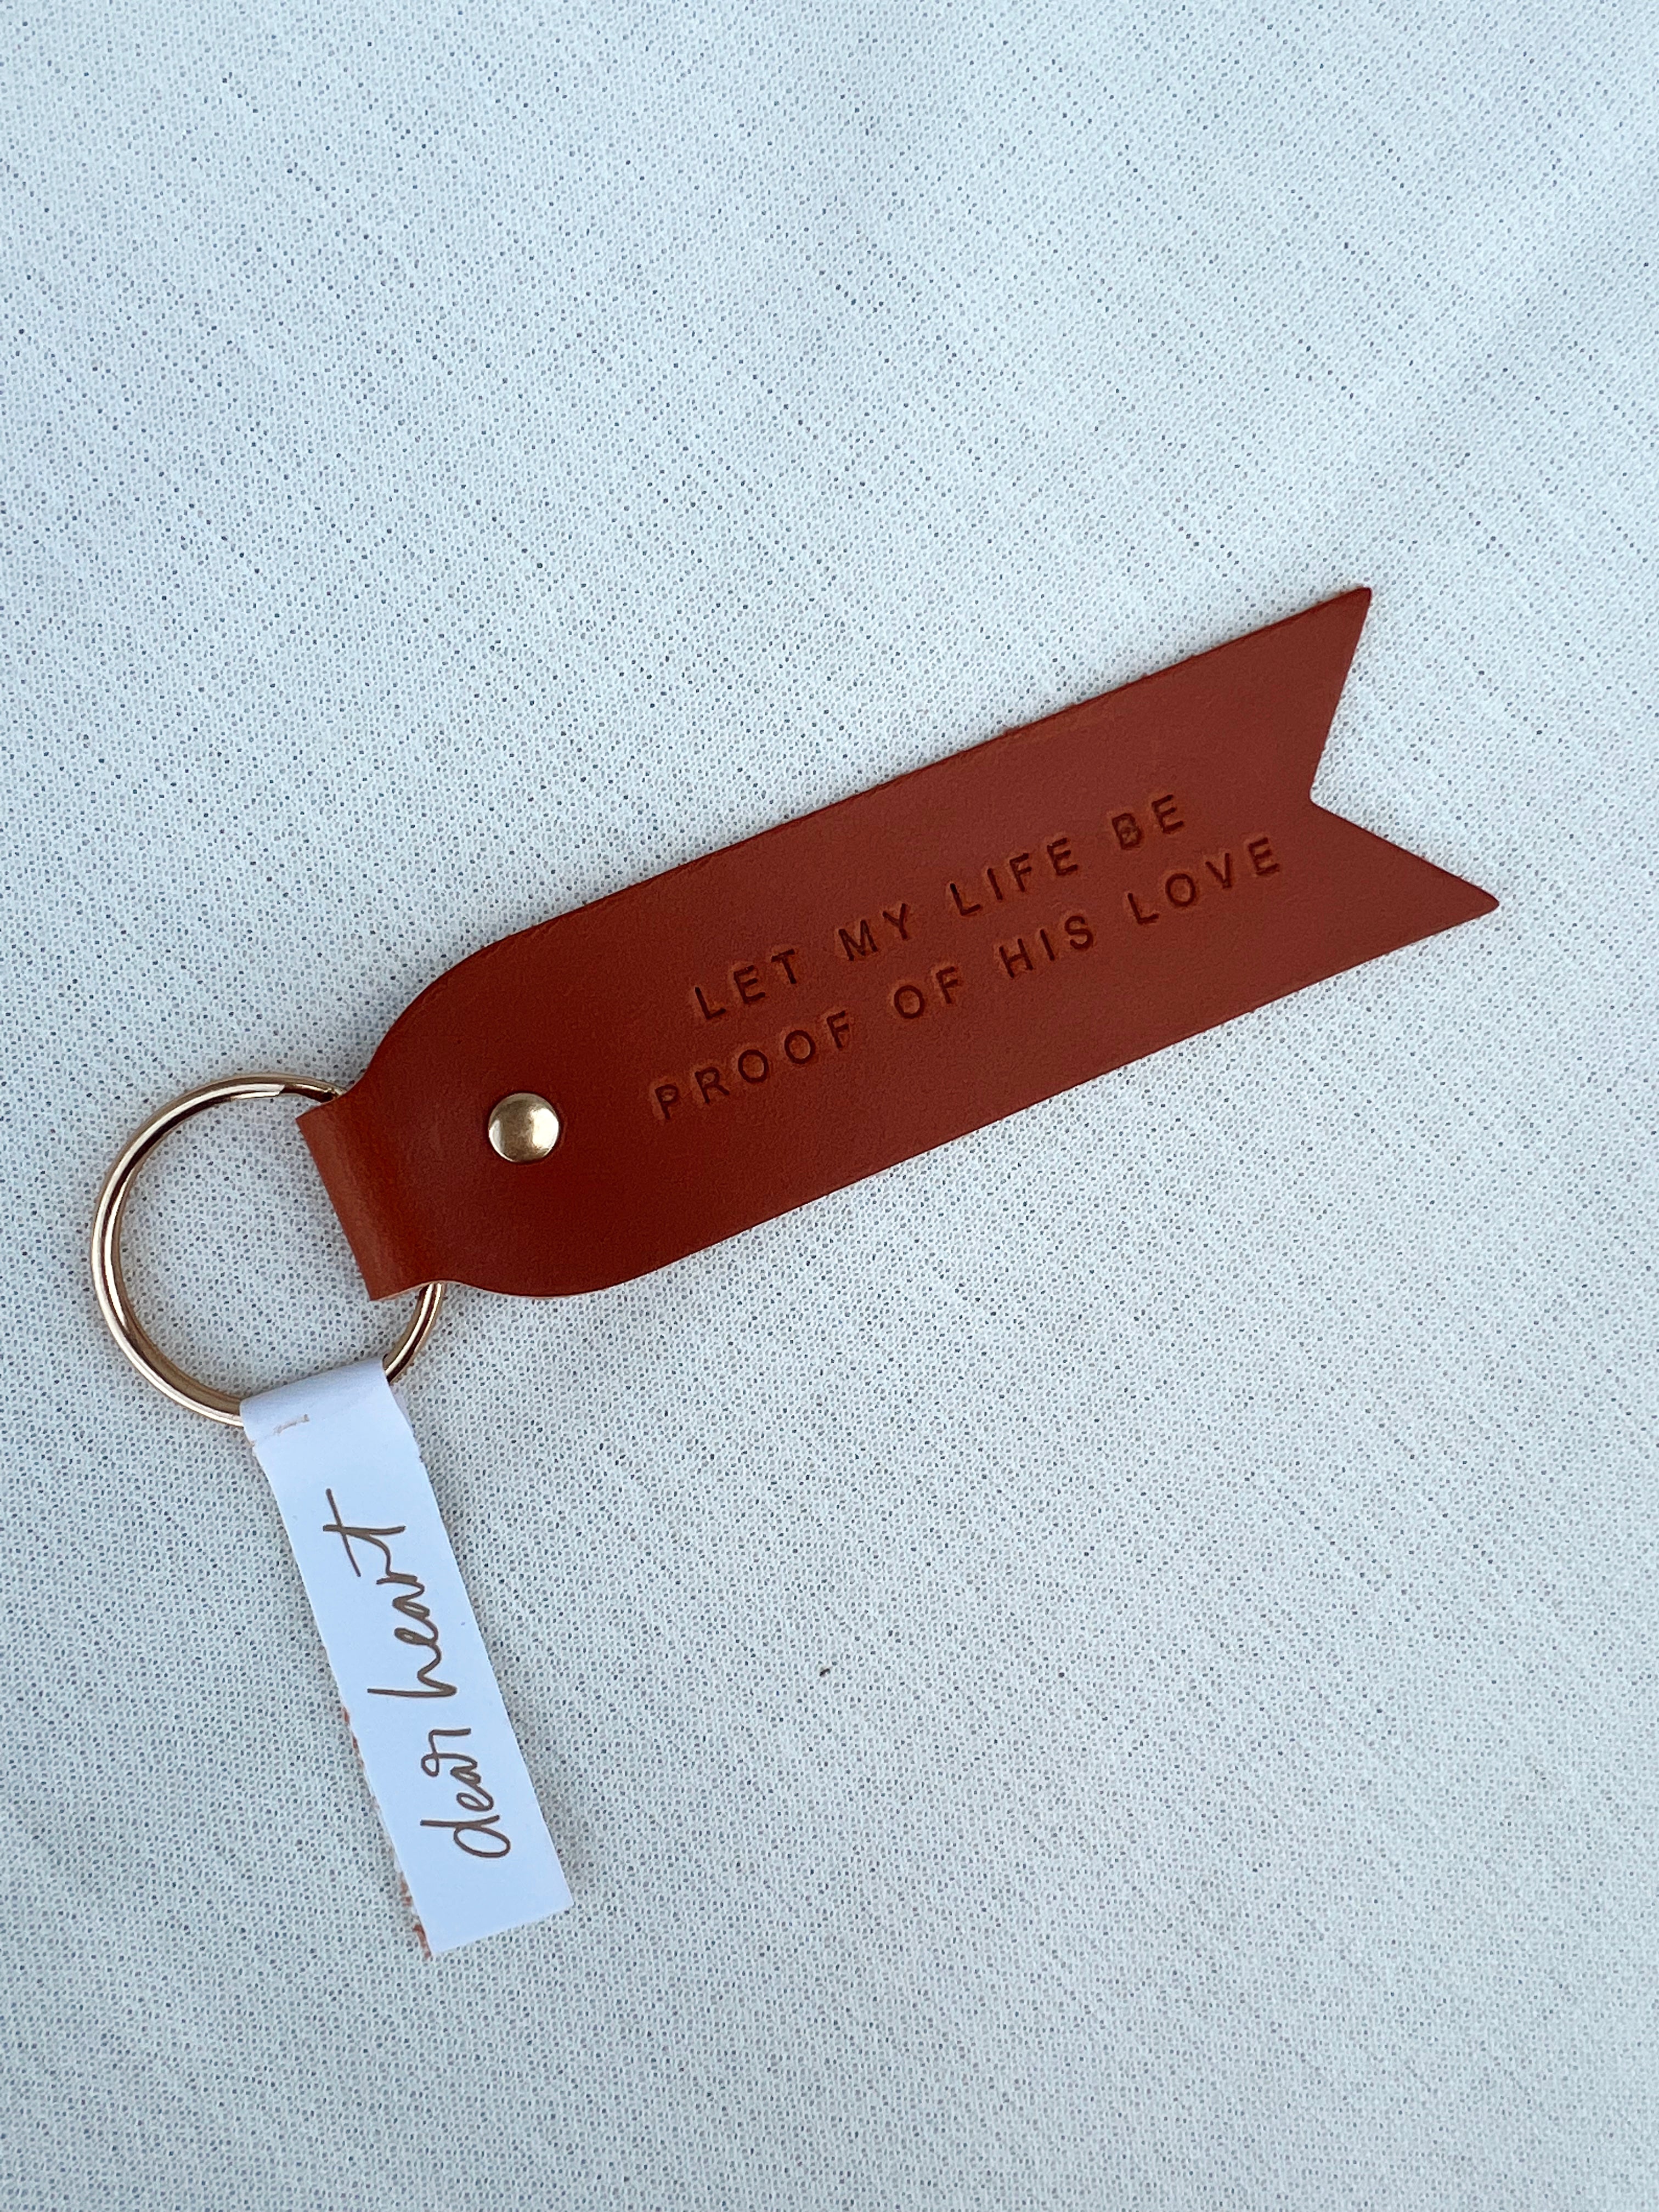 LET MY LIFE BE
PROOF OF HIS LOVE
dear heart